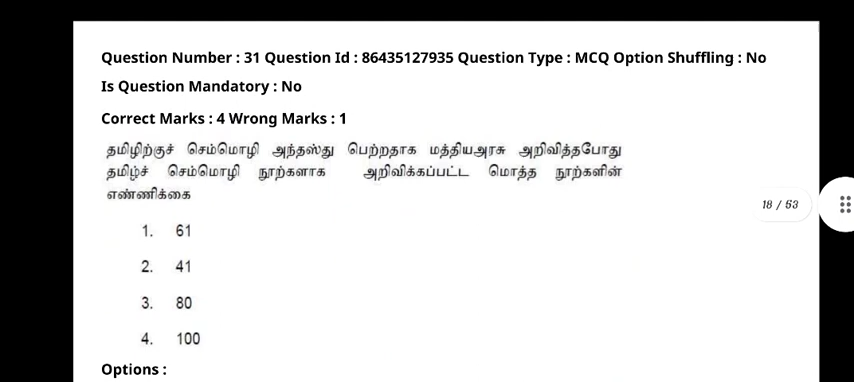 Question Number : 31 Question Id : 86435127935 Question Type : MCQ Option Shuffling : No
Is Question Mandatory : No
Correct Marks : 4 Wrong Marks : 1
தமிழிற்குச் செம்மொழி அந்தஸ்து பெற்றதாக மத்தியஅரசு அறிவித்தபோது
தமிழ்ச் செம்மொழி நூற்களாக அறிவிக்கப்பட்ட மொத்த நூற்களின்
எண்ணிக்கை
18 / 53
1. 61
2. 41
3. 80
4. 100
Options :